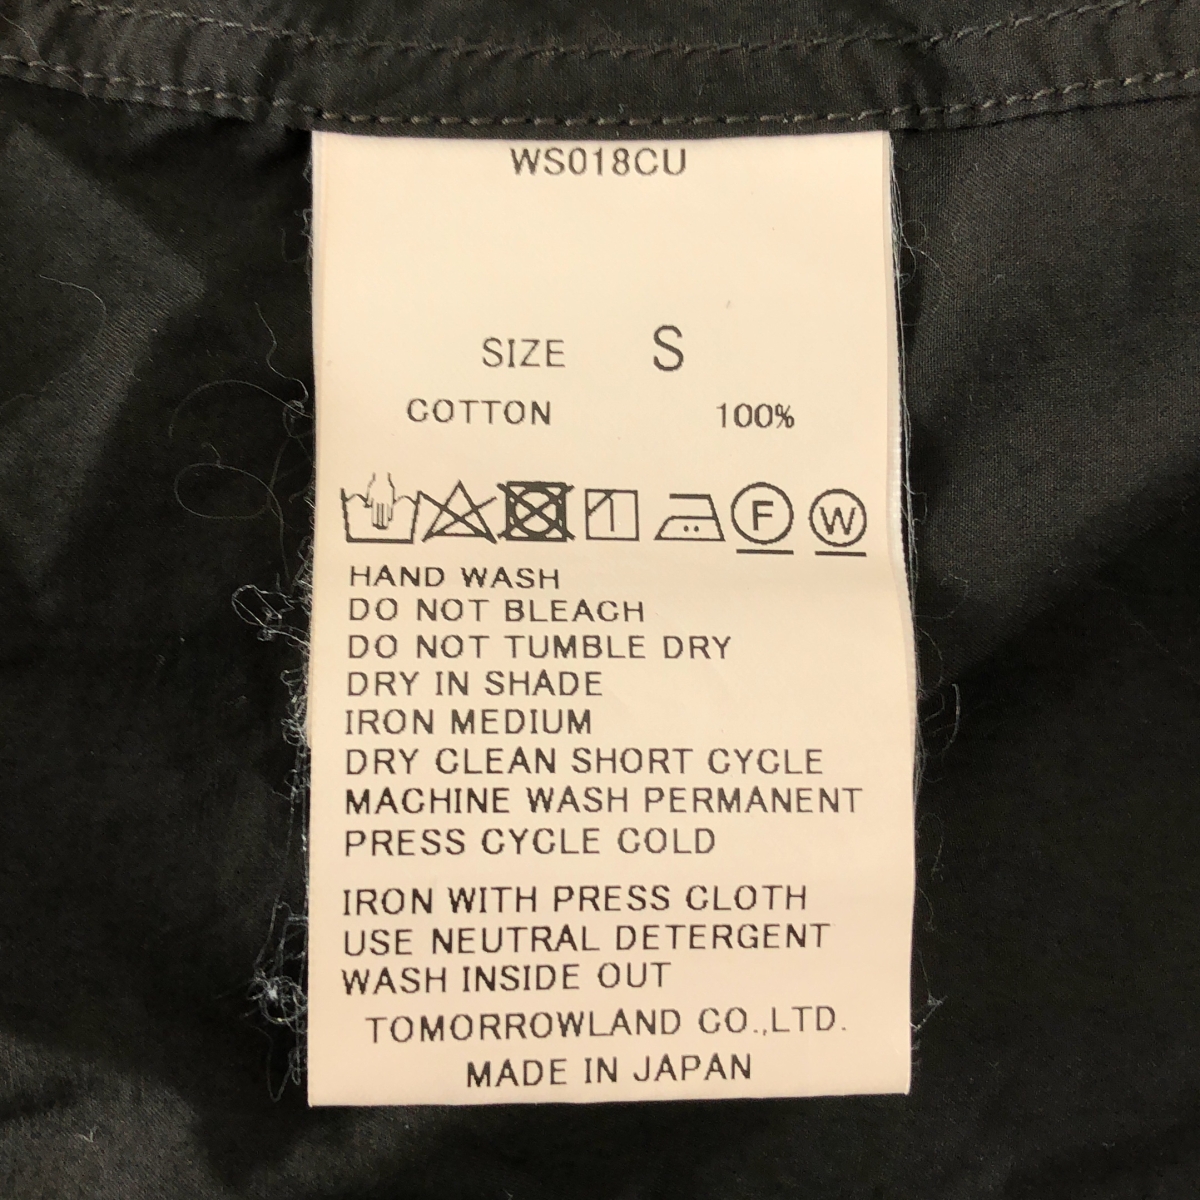 WS018CU
SIZE S
COTTON 100%
F W
HAND WASH
DO NOT BLEACH
DO NOT TUMBLE DRY
DRY IN SHADE
IRON MEDIUM
DRY CLEAN SHORT CYCLE
MACHINE WASH PERMANENT
PRESS CYCLE COLD
IRON WITH PRESS CLOTH
USE NEUTRAL DETERGENT
WASH INSIDE OUT
TOMORROWLAND CO.,LTD.
MADE IN JAPAN